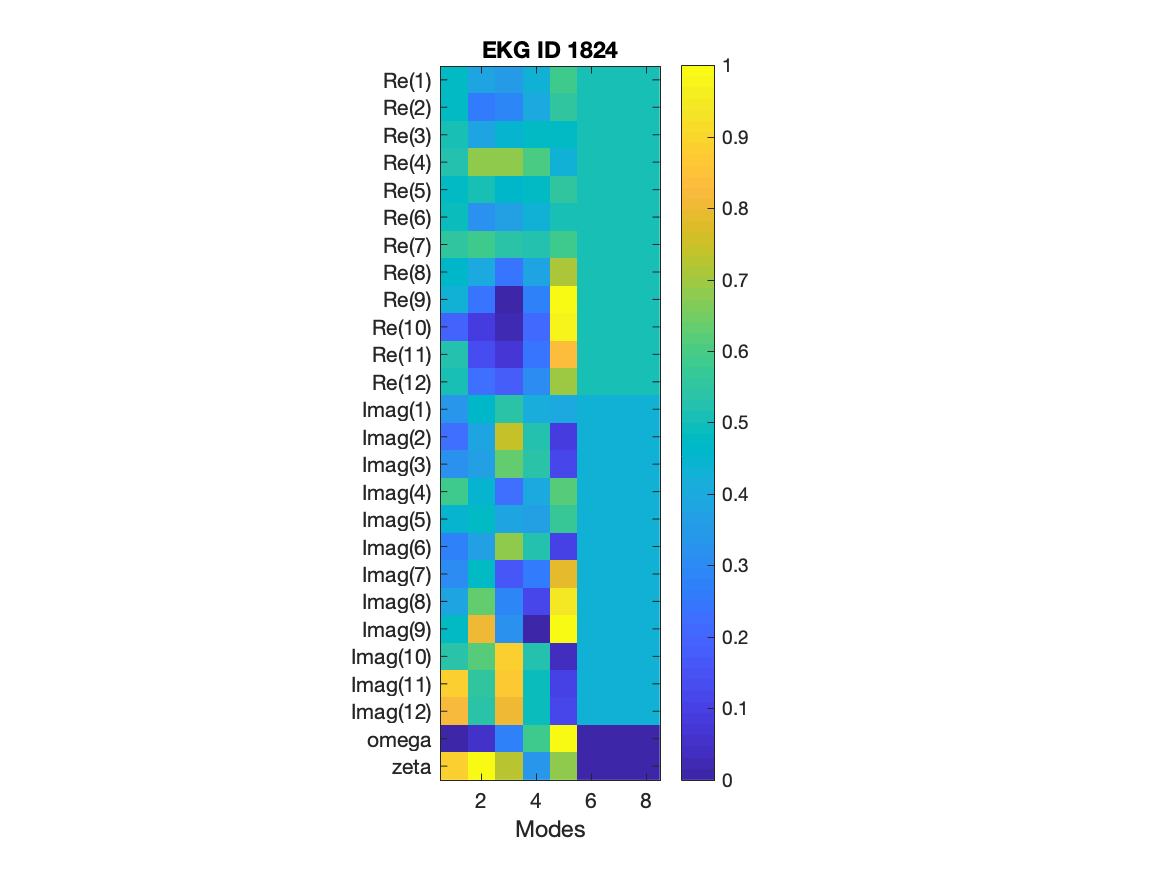 EKG ID 1824
Re(1)
Re(2)
Re(3)
Re(4)
Re(5)
Re(6)
Re(7)
Re(8)
Re(9)
Re(10)
Re(11)
Re(12)
Imag(1)
Imag(2)
Imag(3)
Imag(4)
Imag(5)
Imag(6)
Imag(7)
Imag(8)
Imag(9)
Imag(10)
Imag(11)
Imag(12)
omega
zeta
2 4 6 8
Modes
1
0.9
0.8
0.7
0.6
0.5
0.4
0.3
0.2
0.1
0